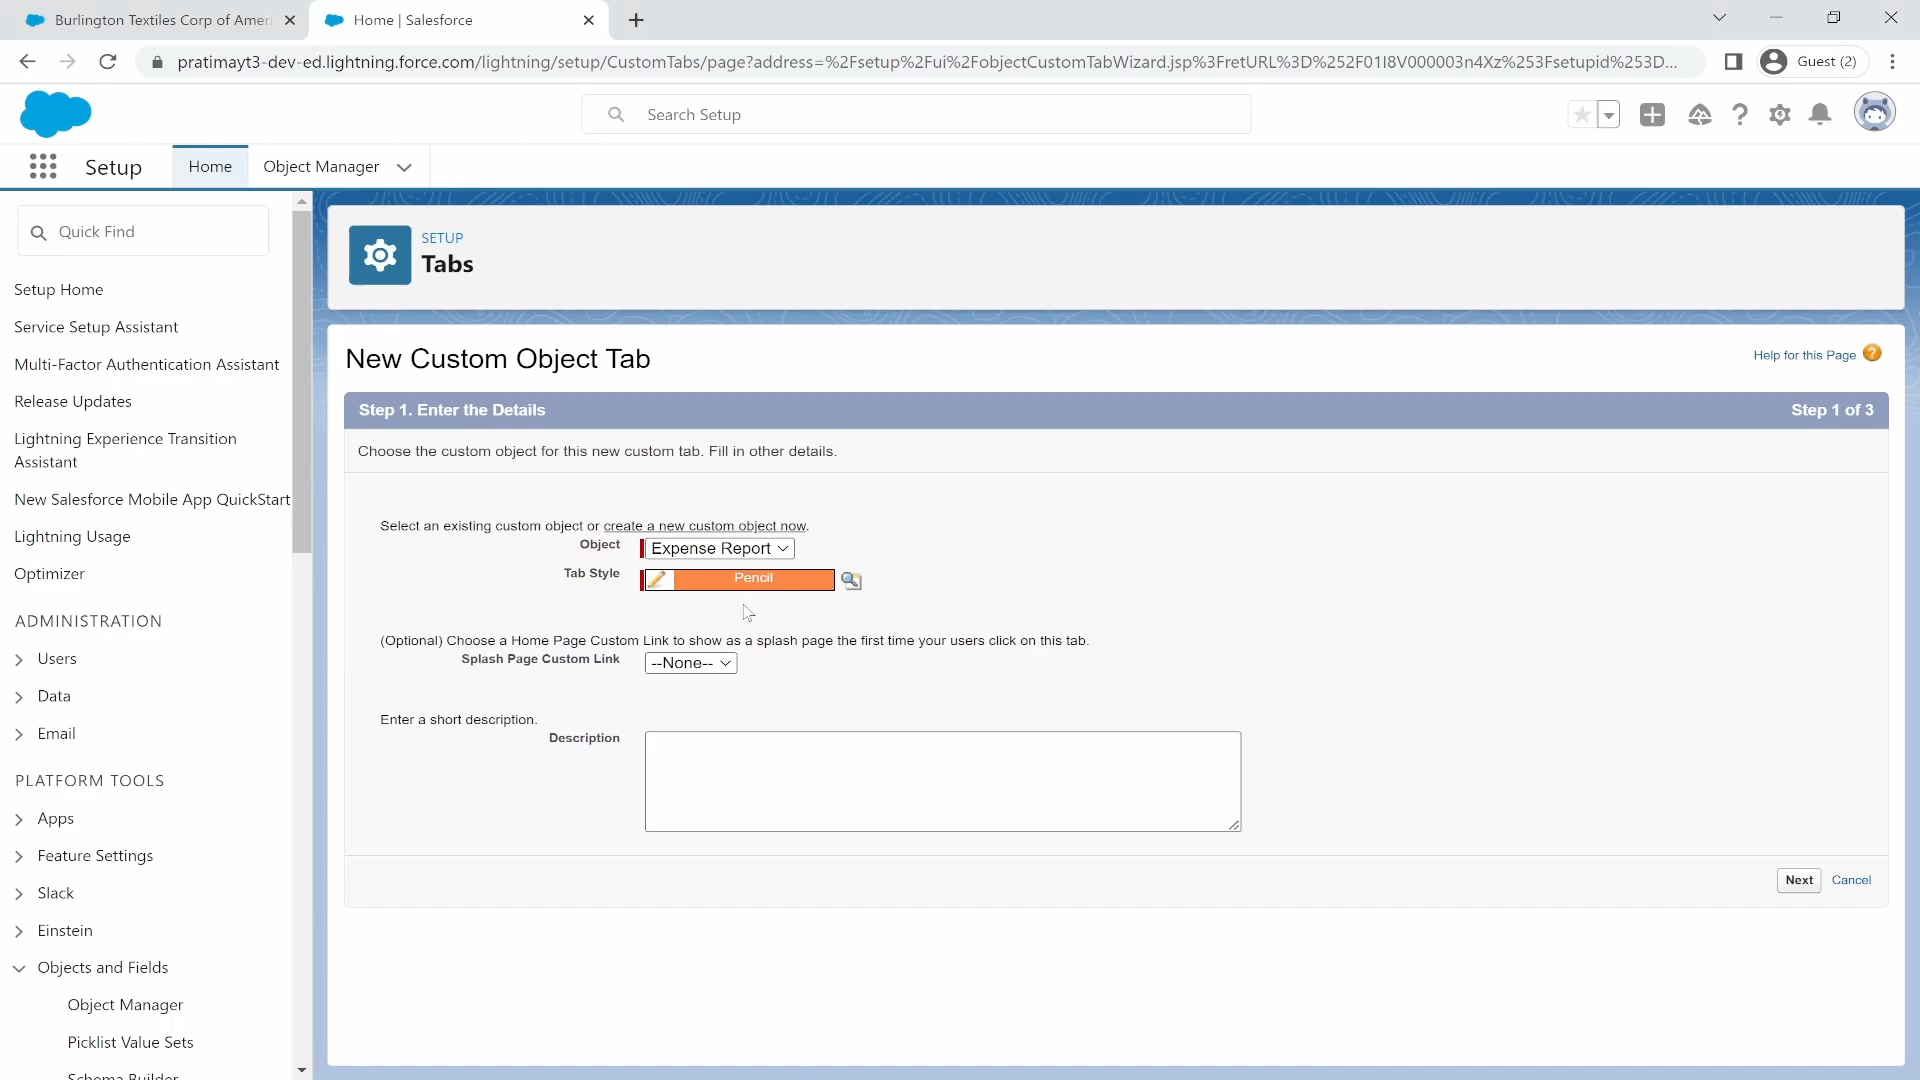 Burlington Textiles Corp of Ameri
Home | Salesforce
pratimayt3-dev-ed.lightning.force.com/lightning/setup/CustomTabs/page?address=%2Fsetup%2Fui%2FobjectCustomTabWizard.jsp%3FretURL%3D%252F01I8V000003n4Xz%253Fsetupid%253D...
Guest (2)
Search Setup
Setup
Home
Object Manager
Quick Find
Setup Home
Service Setup Assistant
Multi-Factor Authentication Assistant
Release Updates
Lightning Experience Transition
Assistant
New Salesforce Mobile App QuickStart
Lightning Usage
Optimizer
ADMINISTRATION
Users
Data
Email
PLATFORM TOOLS
Apps
Feature Settings
Slack
Einstein
Objects and Fields
Object Manager
Picklist Value Sets
Schema Builder
SETUP
Tabs
New Custom Object Tab
Help for this Page
Step 1. Enter the Details
Step 1 of 3
Choose the custom object for this new custom tab. Fill in other details.
Select an existing custom object or create a new custom object now.
Object
Expense Report
Tab Style
Pencil
(Optional) Choose a Home Page Custom Link to show as a splash page the first time your users click on this tab.
Splash Page Custom Link
--None--
Enter a short description.
Description
Next
Cancel